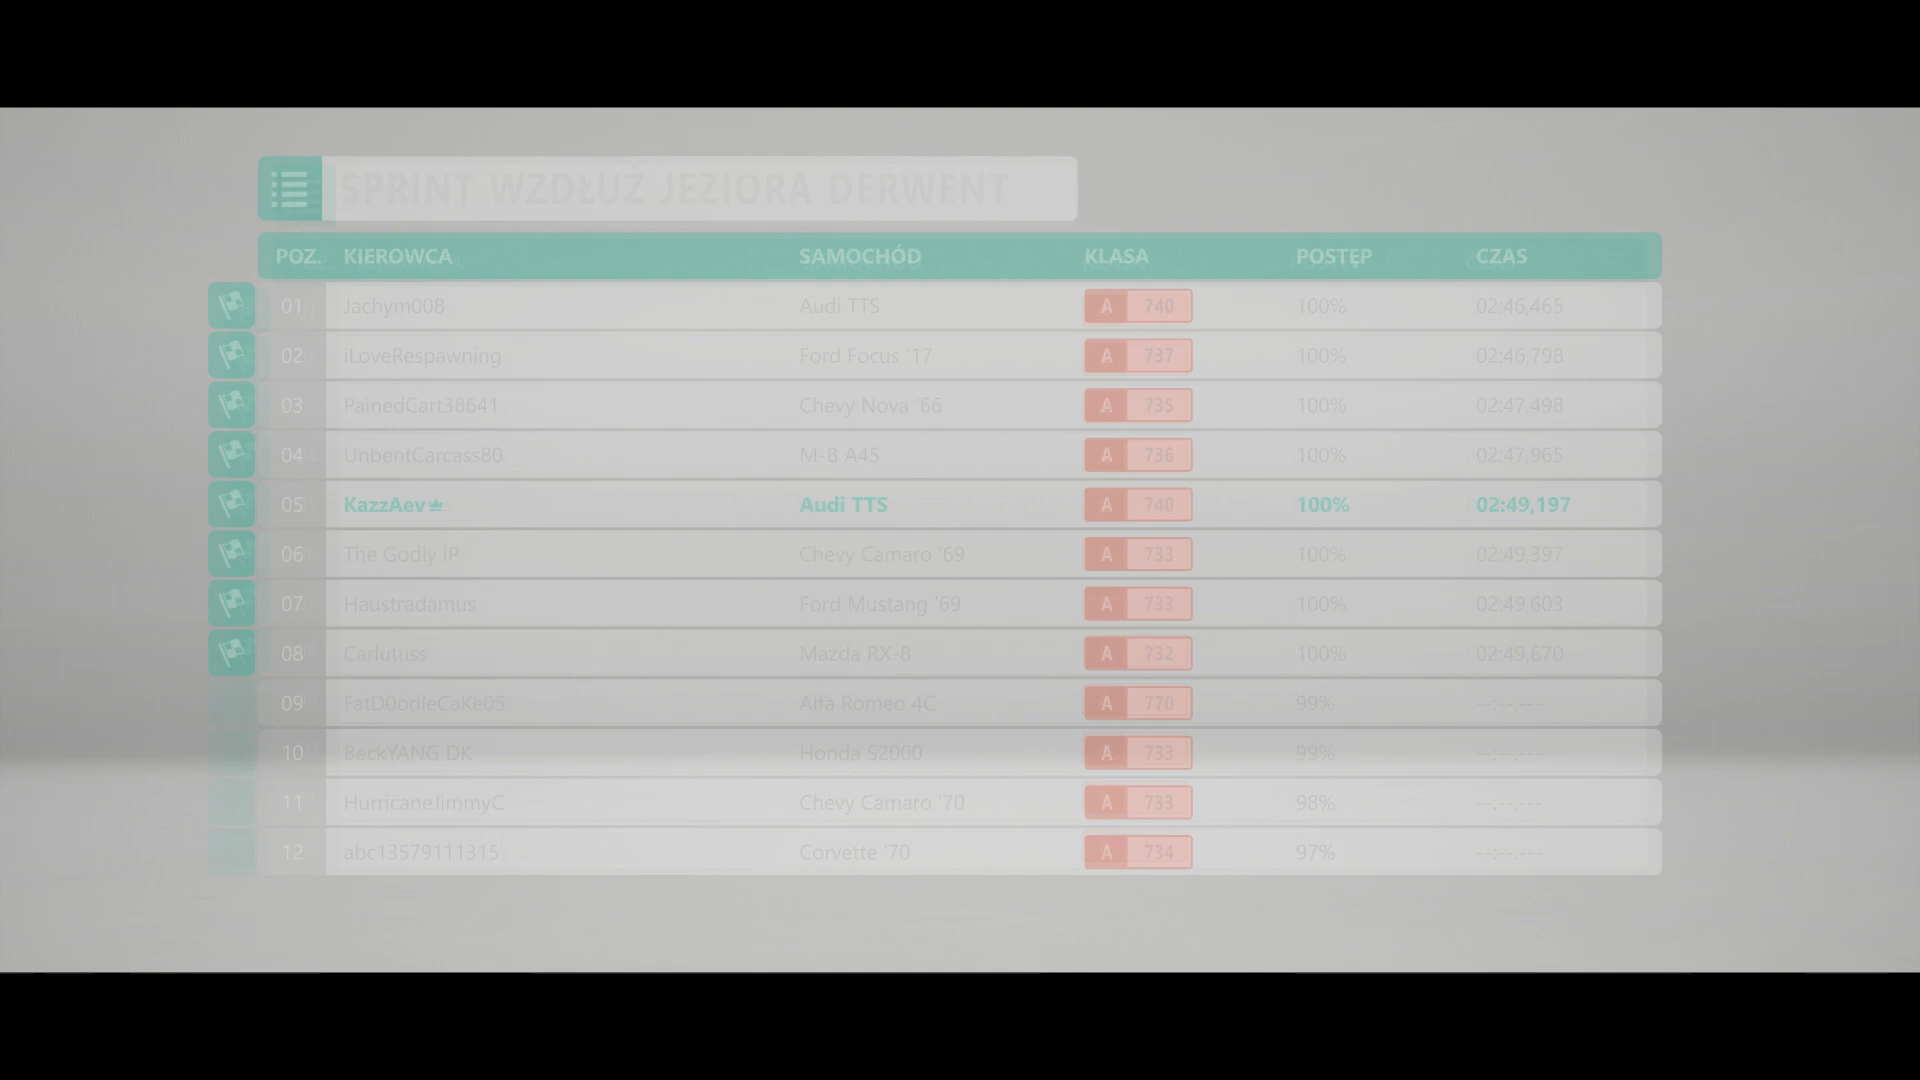 SPRINT WZDŁUŻ JEZIORA DERWENT
POZ. KIEROWCA SAMOCHÓD KLASA POSTĘP CZAS
01 Jachym008 Audi TTS A 740 100% 02:46,465
02 iLoveRespawning Ford Focus '17 A 737 100% 02:46,798
03 PainedCart38641 Chevy Nova '66 A 735 100% 02:47,498
04 UnbentCarcass80 M-B A45 A 736 100% 02:47,965
05 KazzAev Audi TTS A 740 100% 02:49,197
06 The Godly iP Chevy Camaro '69 A 733 100% 02:49,397
07 Haustradamus Ford Mustang '69 A 733 100% 02:49,603
08 Carlutuss Mazda RX-8 A 732 100% 02:49,670
09 FatD0odleCaKe05 Alfa Romeo 4C A 770 99% --:--.---
10 BeckYANG DK Honda S2000 A 733 99% --:--.---
11 HurricaneJimmyC Chevy Camaro '70 A 733 98% --:--.---
12 abc13579111315 Corvette '70 A 734 97% --:--.---